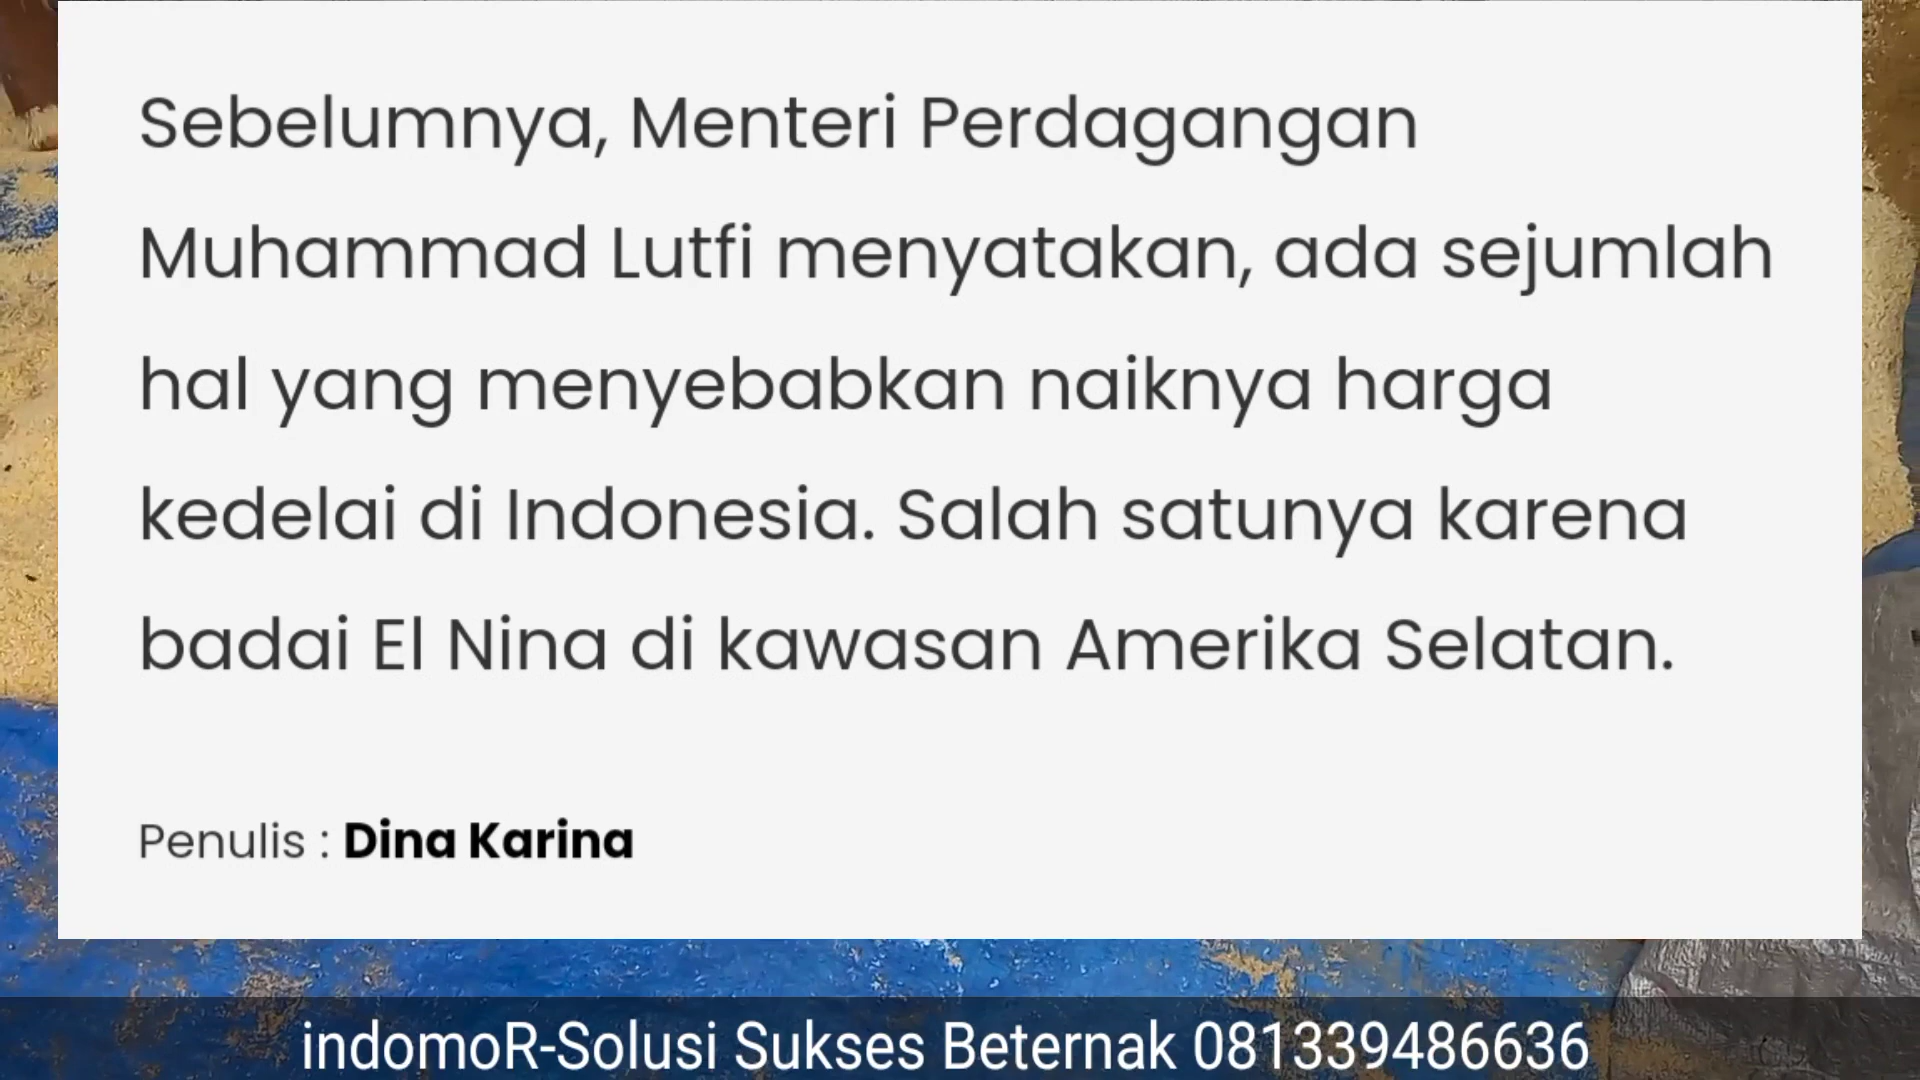 Sebelumnya, Menteri Perdagangan
Muhammad Lutfi menyatakan, ada sejumlah
hal yang menyebabkan naiknya harga
kedelai di Indonesia. Salah satunya karena
badai El Nina di kawasan Amerika Selatan.
Penulis : Dina Karina
indomoR-Solusi Sukses Beternak 081339486636